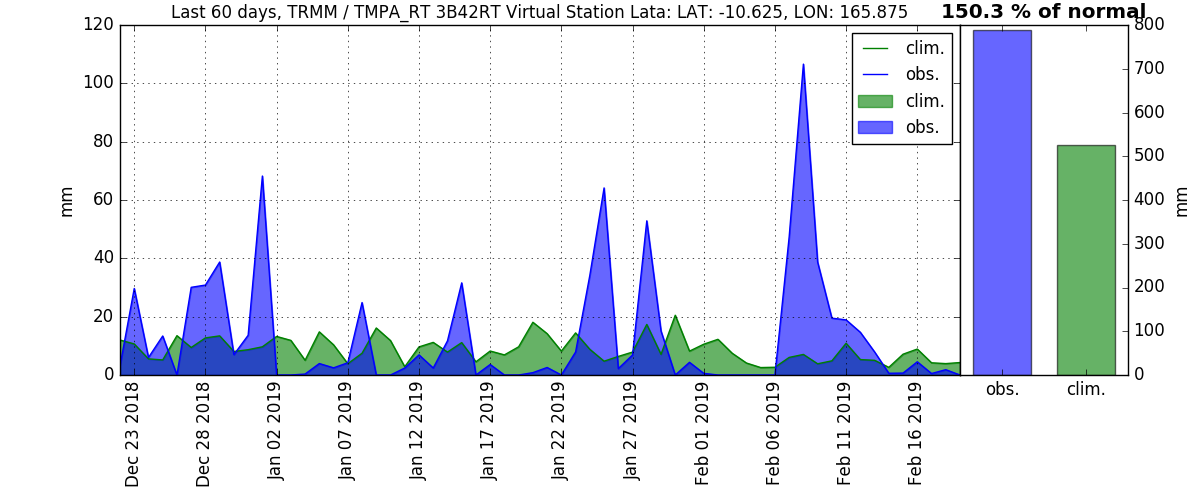 Last 60 days, TRMM / TMPA_RT 3B42RT Virtual Station Lata: LAT: -10.625, LON: 165.875
150.3 % of normal
120
100
80
60
40
20
0
mm
clim.
obs.
clim.
obs.
Dec 23 2018
Dec 28 2018
Jan 02 2019
Jan 07 2019
Jan 12 2019
Jan 17 2019
Jan 22 2019
Jan 27 2019
Feb 01 2019
Feb 06 2019
Feb 11 2019
Feb 16 2019
800
700
600
500
400
300
200
100
0
mm
obs.
clim.